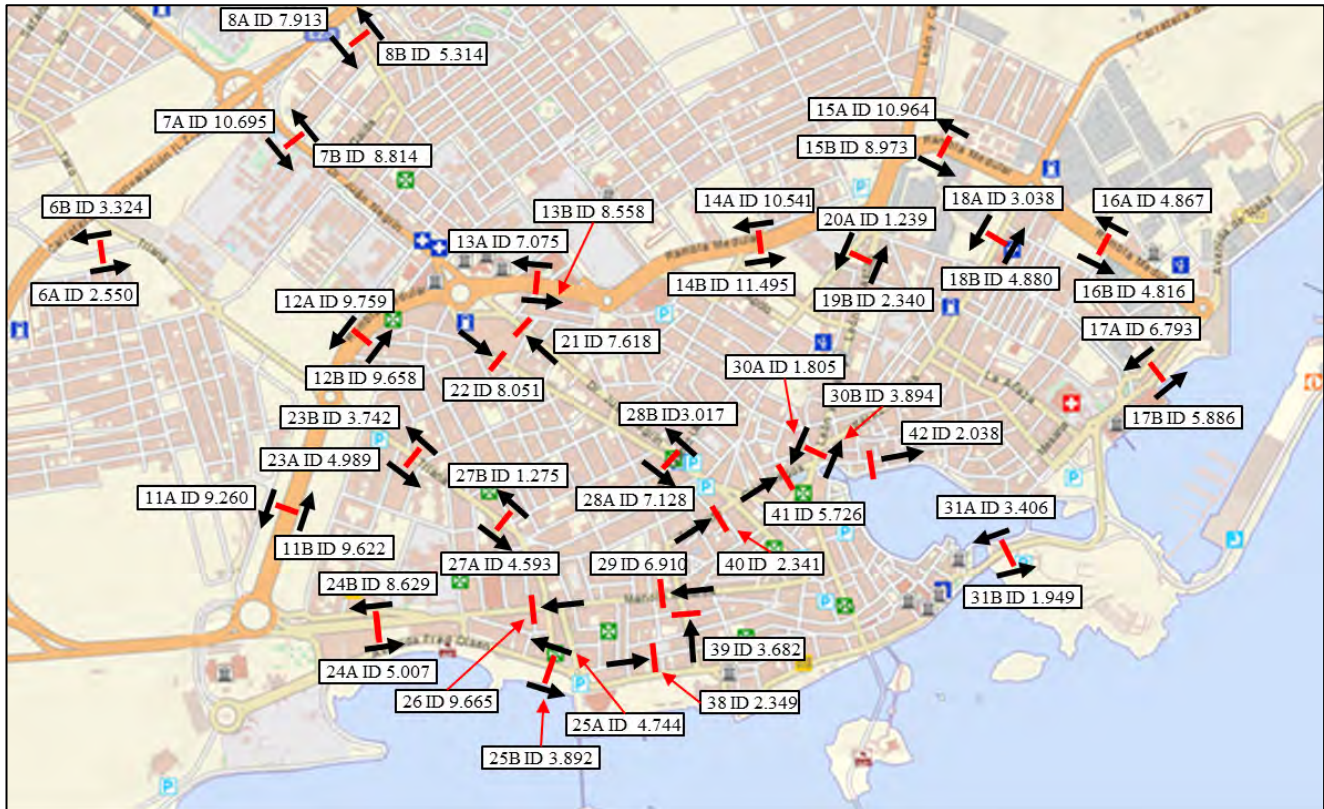 8A ID 7.913
8B ID 5.314
7A ID 10.695
7B ID 8.814
15A ID 10.964
15B ID 8.973
6B ID 3.324
6A ID 2.550
13B ID 8.558
13A ID 7.075
14A ID 10.541
14B ID 11.495
Rambla Medular
Rambla Medular
18A ID 3.038
18B ID 4.880
16A ID 4.867
16B ID 4.816
20A ID 1.239
19B ID 2.340
12A ID 9.759
12B ID 9.658
21 ID 7.618
22 ID 8.051
17A ID 6.793
17B ID 5.886
30A ID 1.805
30B ID 3.894
23B ID 3.742
23A ID 4.989
28B ID3.017
28A ID 7.128
42 ID 2.038
27B ID 1.275
27A ID 4.593
11A ID 9.260
11B ID 9.622
41 ID 5.726
31A ID 3.406
31B ID 1.949
29 ID 6.910
40 ID 2.341
24B ID 8.629
24A ID 5.007
39 ID 3.682
26 ID 9.665
25A ID 4.744
38 ID 2.349
25B ID 3.892